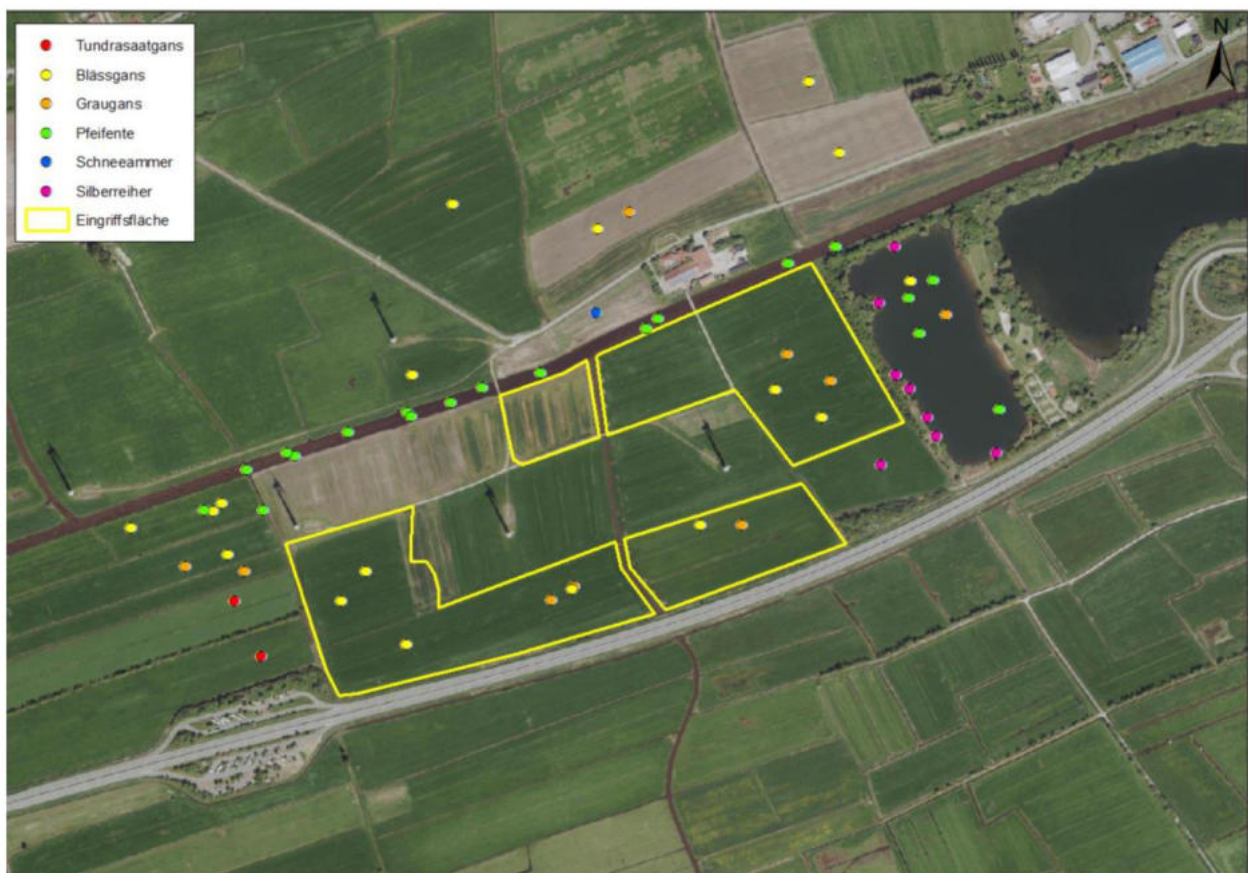 Tundrasaatgans
Blässgans
Graugans
Pfeifente
Schneeammer
Silberreiher
Eingriffsfläche
N